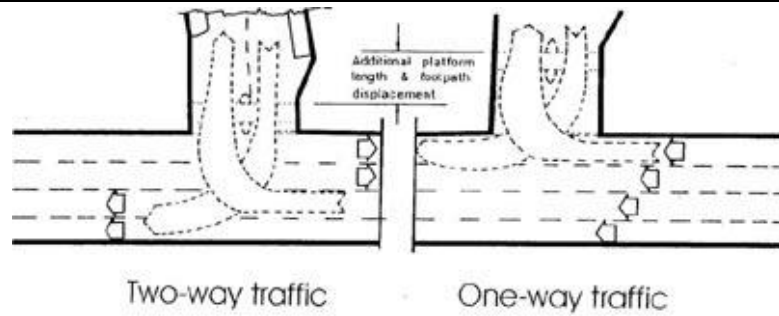 Additional platform
length & footpath
displacement
Two-way traffic
One-way traffic